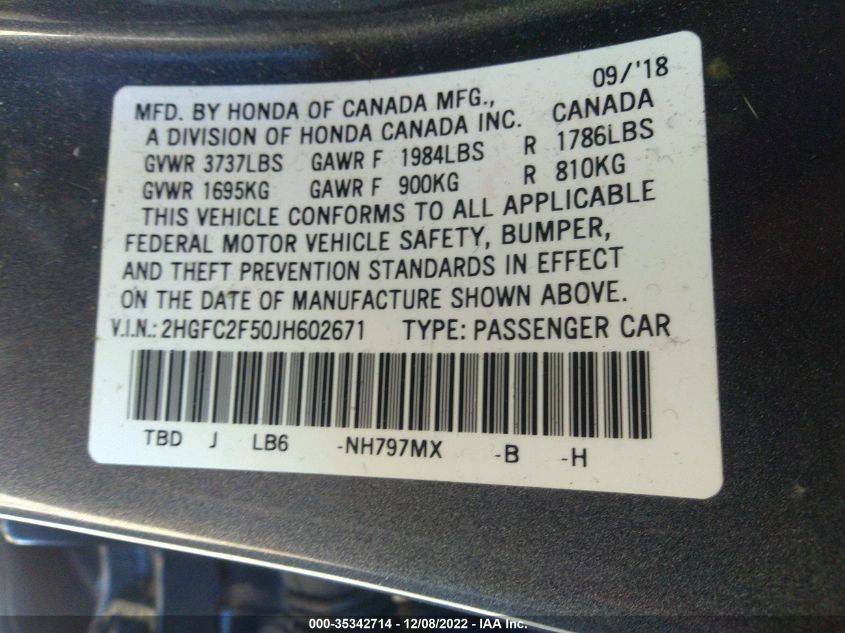 09/'18
MFD. BY HONDA OF CANADA MFG.,
A DIVISION OF HONDA CANADA INC. CANADA
GVWR 3737LBS GAWR F 1984LBS R 1786LBS
GVWR 1695KG GAWR F 900KG R 810KG
THIS VEHICLE CONFORMS TO ALL APPLICABLE
FEDERAL MOTOR VEHICLE SAFETY, BUMPER,
AND THEFT PREVENTION STANDARDS IN EFFECT
ON THE DATE OF MANUFACTURE SHOWN ABOVE.
V.I.N.: 2HGFC2F50JH602671 TYPE: PASSENGER CAR
TBD J LB6 -NH797MX -B -H
000-35342714 - 12/08/2022 - IAA Inc.